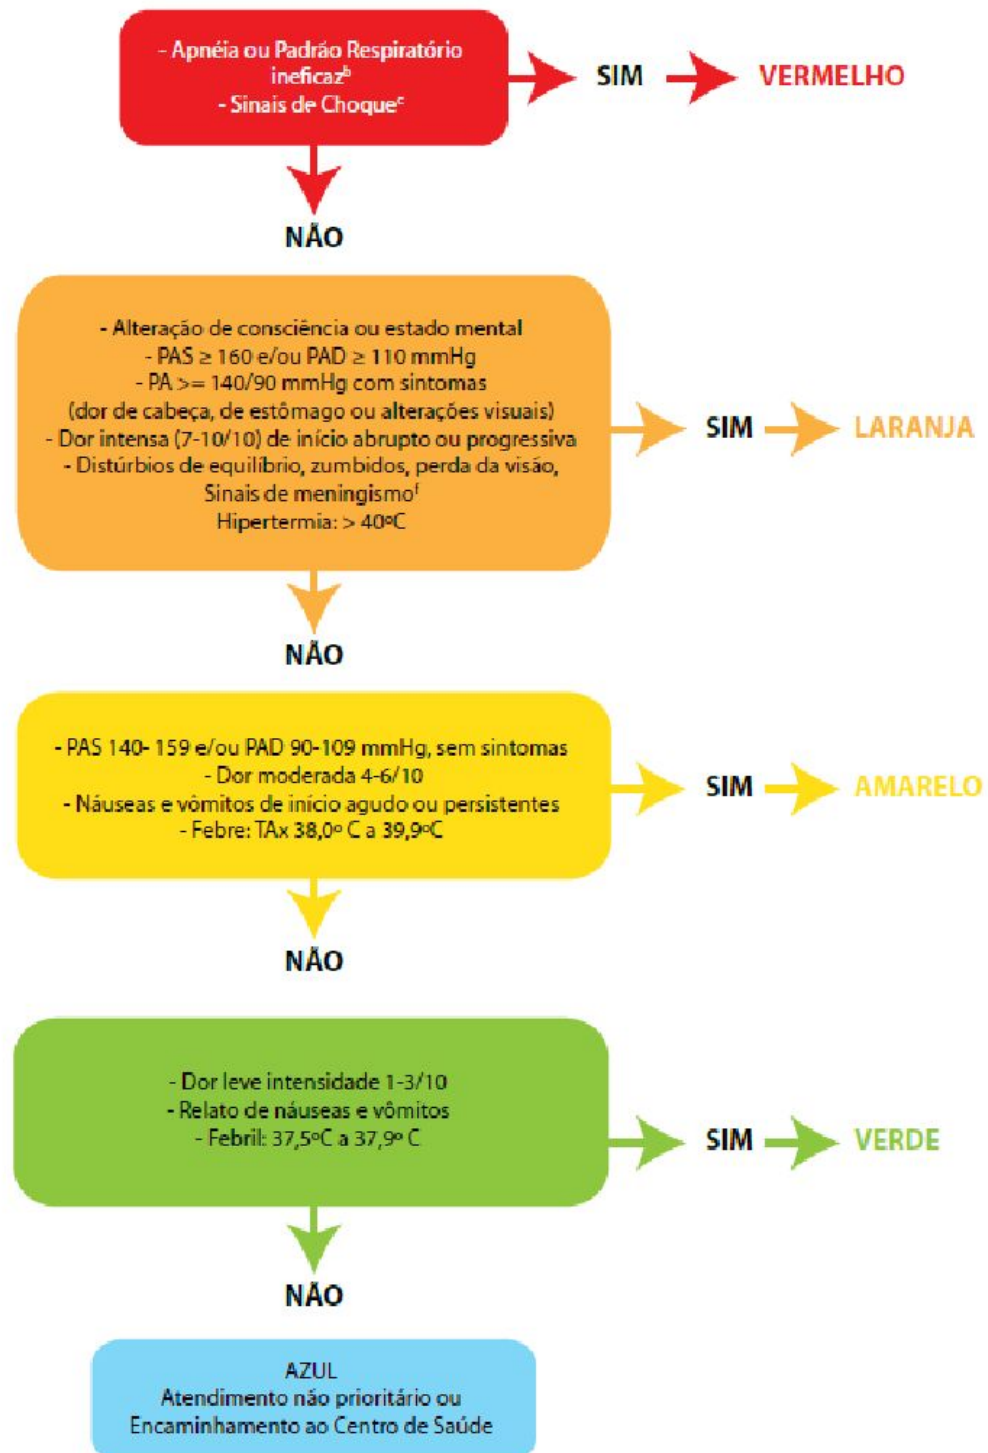 - Apnéia ou Padrão Respiratório
ineficazᵇ
- Sinais de Choqueᶜ
SIM
VERMELHO
NÃO
- Alteração de consciência ou estado mental
- PAS ≥ 160 e/ou PAD ≥ 110 mmHg
- PA >= 140/90 mmHg com sintomas
(dor de cabeça, de estômago ou alterações visuais)
- Dor intensa (7-10/10) de início abrupto ou progressiva
- Distúrbios de equilíbrio, zumbidos, perda da visão,
Sinais de meningismoᶠ
Hipertermia: > 40ºC
SIM
LARANJA
NÃO
- PAS 140- 159 e/ou PAD 90-109 mmHg, sem sintomas
- Dor moderada 4-6/10
- Náuseas e vômitos de início agudo ou persistentes
- Febre: TAx 38,0º C a 39,9ºC
SIM
AMARELO
NÃO
- Dor leve intensidade 1-3/10
- Relato de náuseas e vômitos
- Febril: 37,5ºC a 37,9º C
SIM
VERDE
NÃO
AZUL
Atendimento não prioritário ou
Encaminhamento ao Centro de Saúde